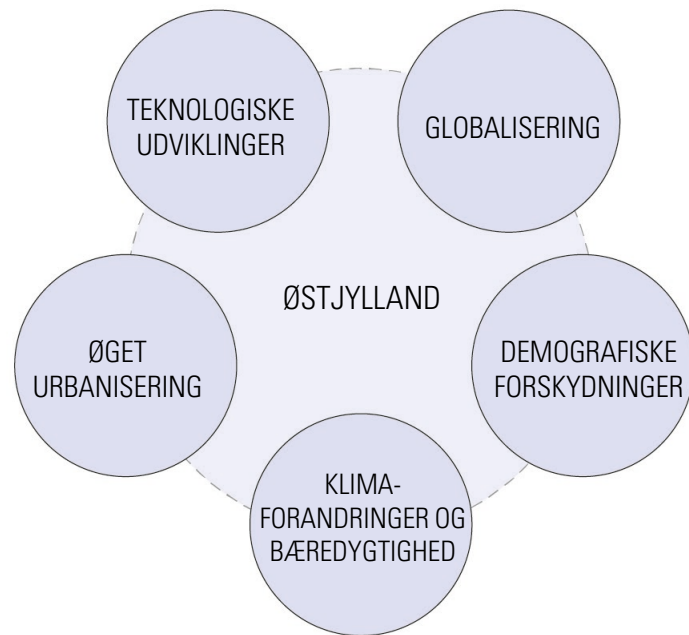 TEKNOLOGISKE
UDVIKLINGER
GLOBALISERING
ØSTJYLLAND
ØGET
URBANISERING
DEMOGRAFISKE
FORSKYDNINGER
KLIMA-
FORANDRINGER OG
BÆREDYGTIGHED